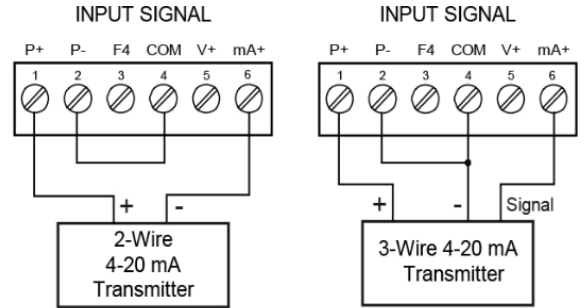 INPUT SIGNAL
P+ P- F4 COM V+ mA+
1 2 3 4 5 6
+ -
2-Wire
4-20 mA
Transmitter
INPUT SIGNAL
P+ P- F4 COM V+ mA+
1 2 3 4 5 6
+ - Signal
3-Wire 4-20 mA
Transmitter